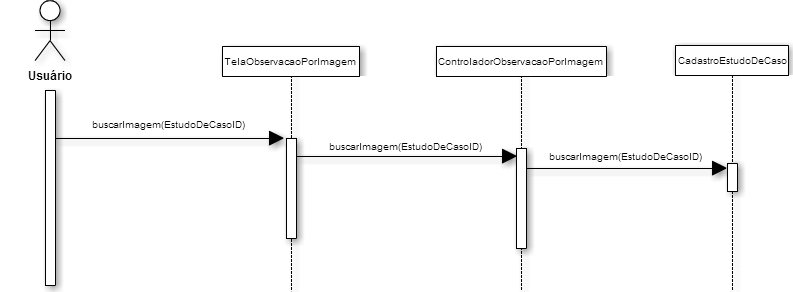 Usuário
TelaObservacaoPorImagem
ControladorObservacaoPorImagem
CadastroEstudoDeCaso
buscarImagem(EstudoDeCasoID)
buscarImagem(EstudoDeCasoID)
buscarImagem(EstudoDeCasoID)